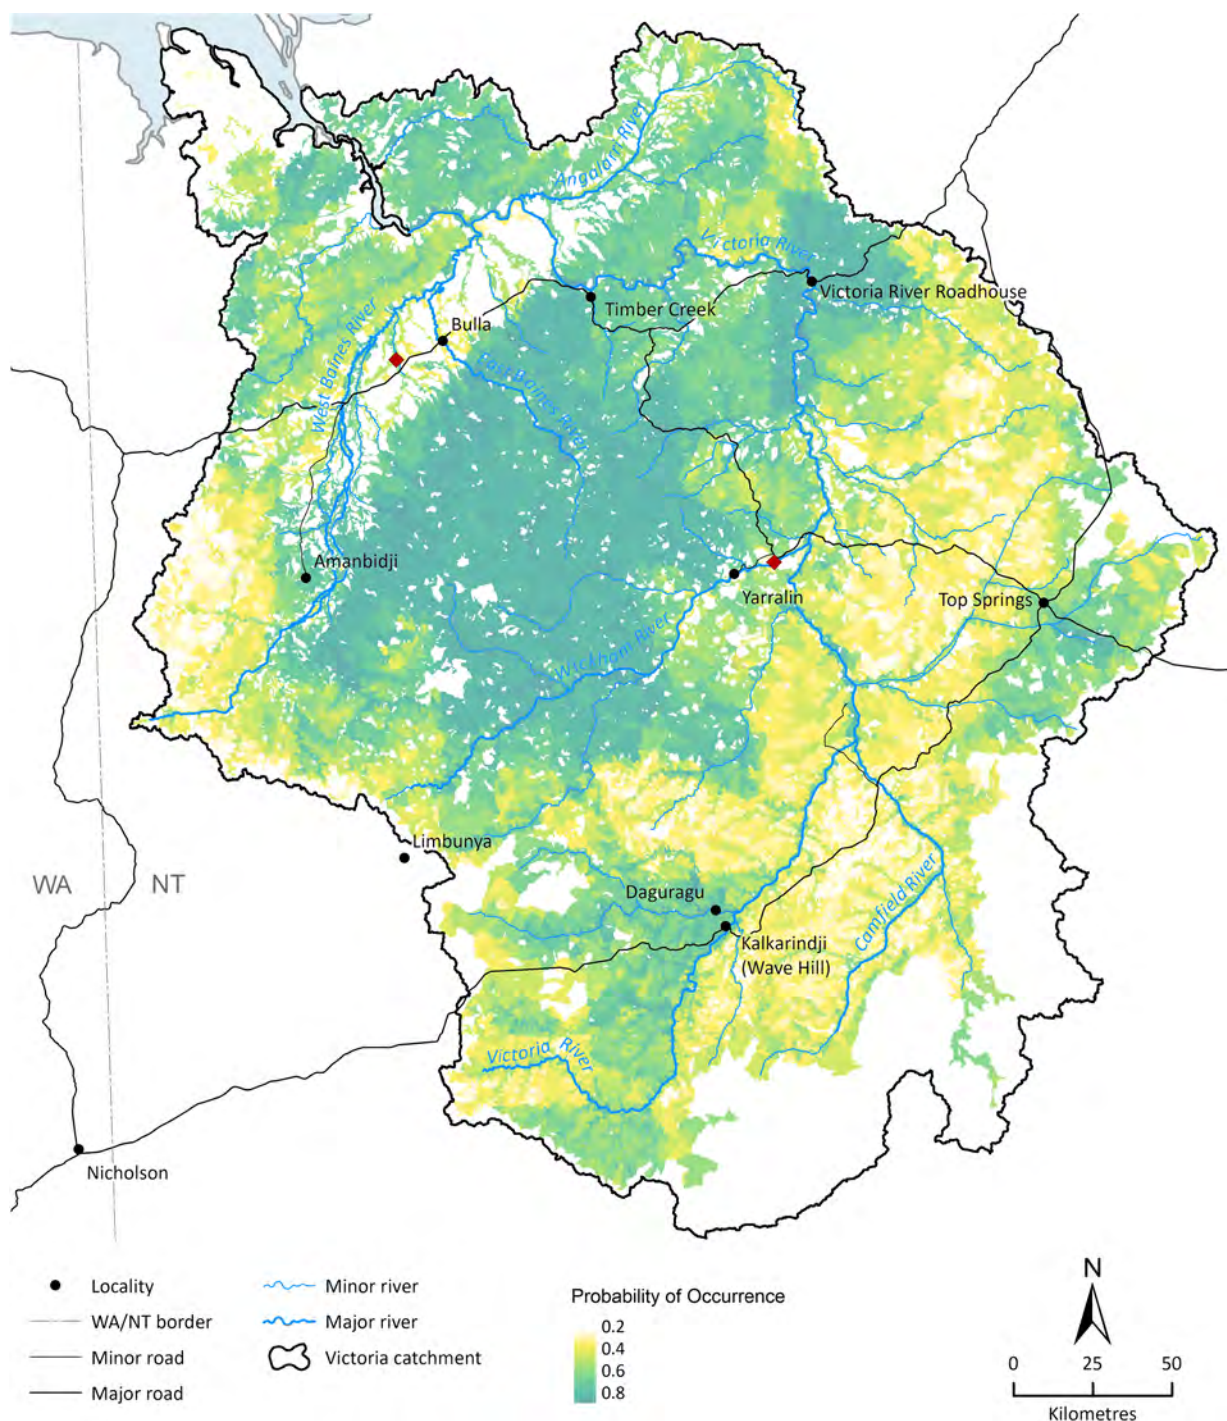 Angalarri River
Victoria River
Victoria River Roadhouse
Timber Creek
Bulla
West Baines River
East Baines River
Amanbidji
Yarralin
Top Springs
Wickham River
Limbunya
WA
NT
Daguragu
Kalkarindji
(Wave Hill)
Camfield River
Victoria River
Nicholson
Locality
WA/NT border
Minor road
Major road
Minor river
Major river
Victoria catchment
Probability of Occurrence
0.2
0.4
0.6
0.8
N
0 25 50
Kilometres